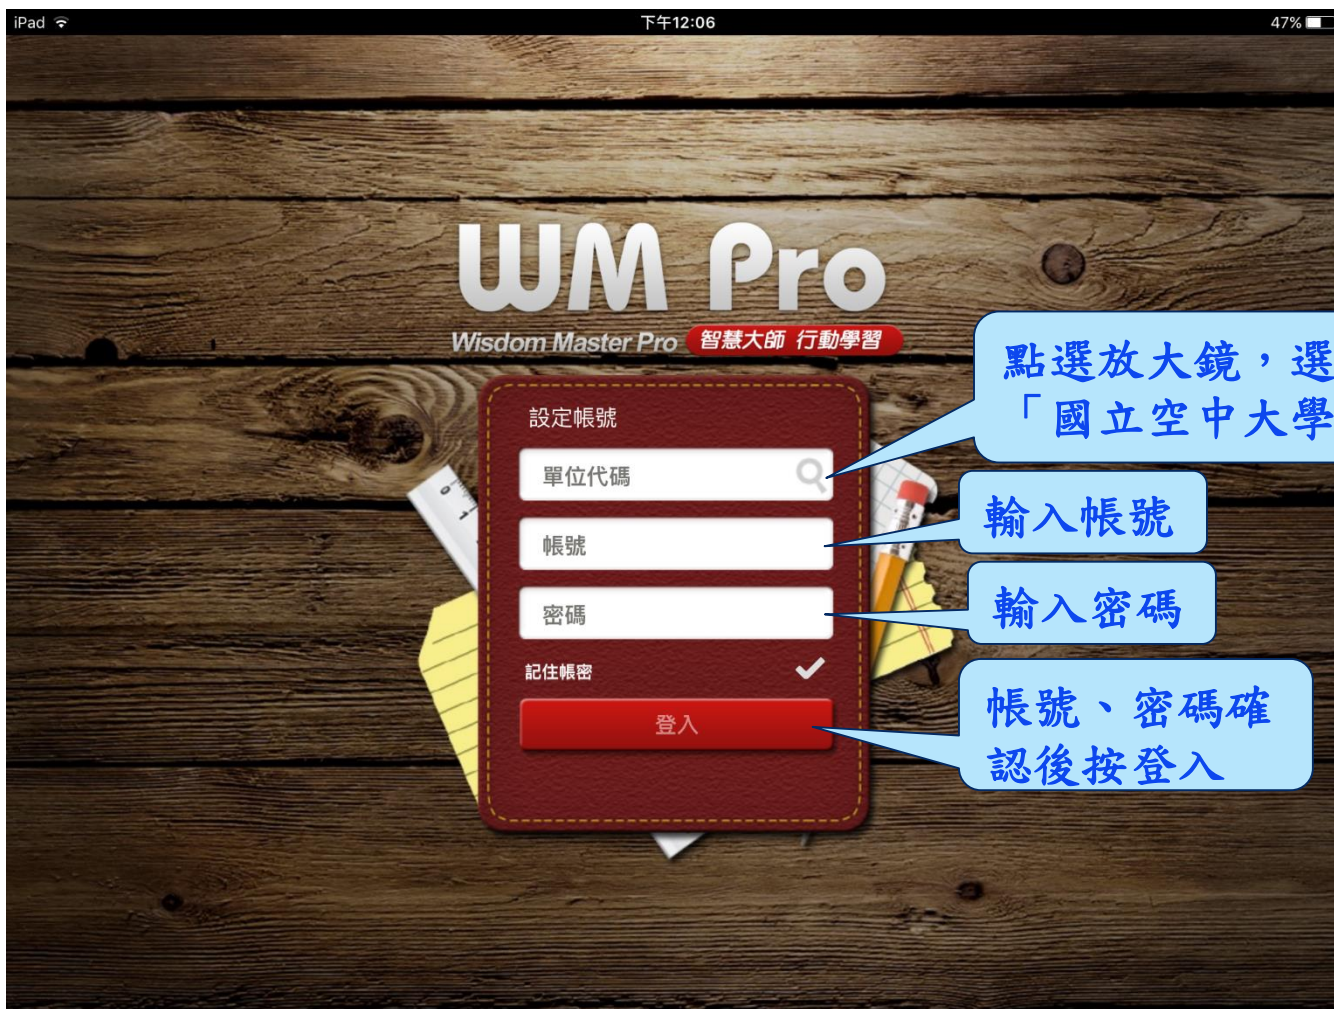 iPad 下午12:06 47%
WM Pro
Wisdom Master Pro 智慧大師 行動學習
點選放大鏡，選
「國立空中大學
設定帳號
單位代碼
輸入帳號
帳號
輸入密碼
密碼
記住帳密
帳號、密碼確
認後按登入
登入